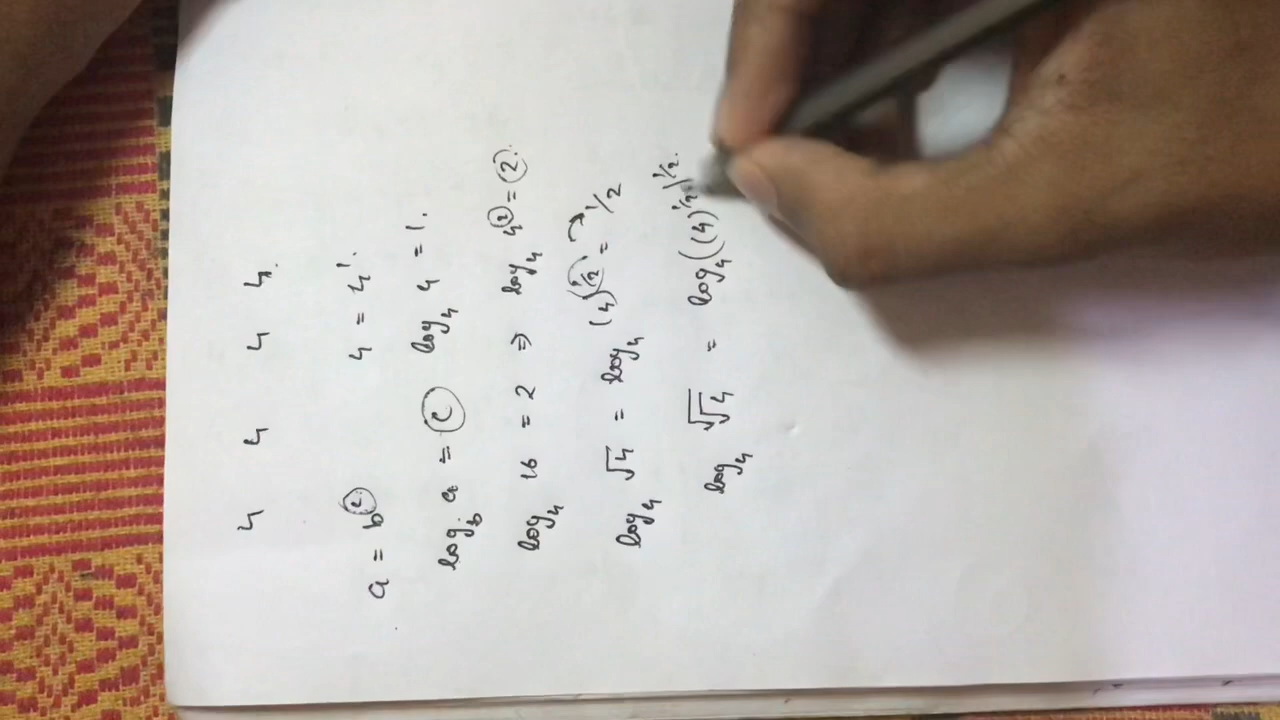 4 4 4 4.
a = b^c. 4 = 4^1.
log_b a = c log_4 4 = 1.
log_4 16 = 2 ⇒ log_4 4^2 = 2.
log_4 √4 = log_4 (4)^1/2 = 1/2
log_4 √√4 = log_4 ((4)^1/2)^1/2.